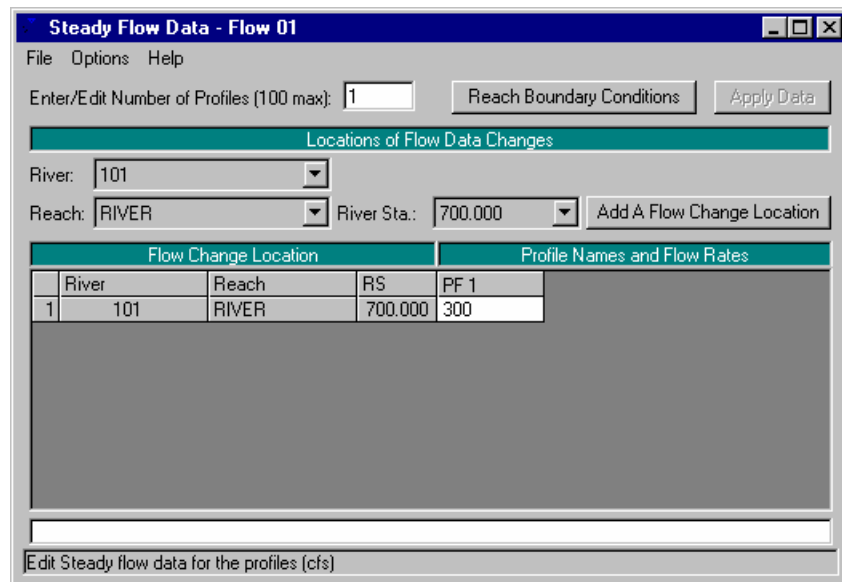 Steady Flow Data - Flow 01
File Options Help
Enter/Edit Number of Profiles (100 max): 1 Reach Boundary Conditions Apply Data
Locations of Flow Data Changes
River: 101
Reach: RIVER River Sta.: 700.000 Add A Flow Change Location
Flow Change Location Profile Names and Flow Rates
River Reach RS PF 1
1 101 RIVER 700.000 300
Edit Steady flow data for the profiles (cfs)